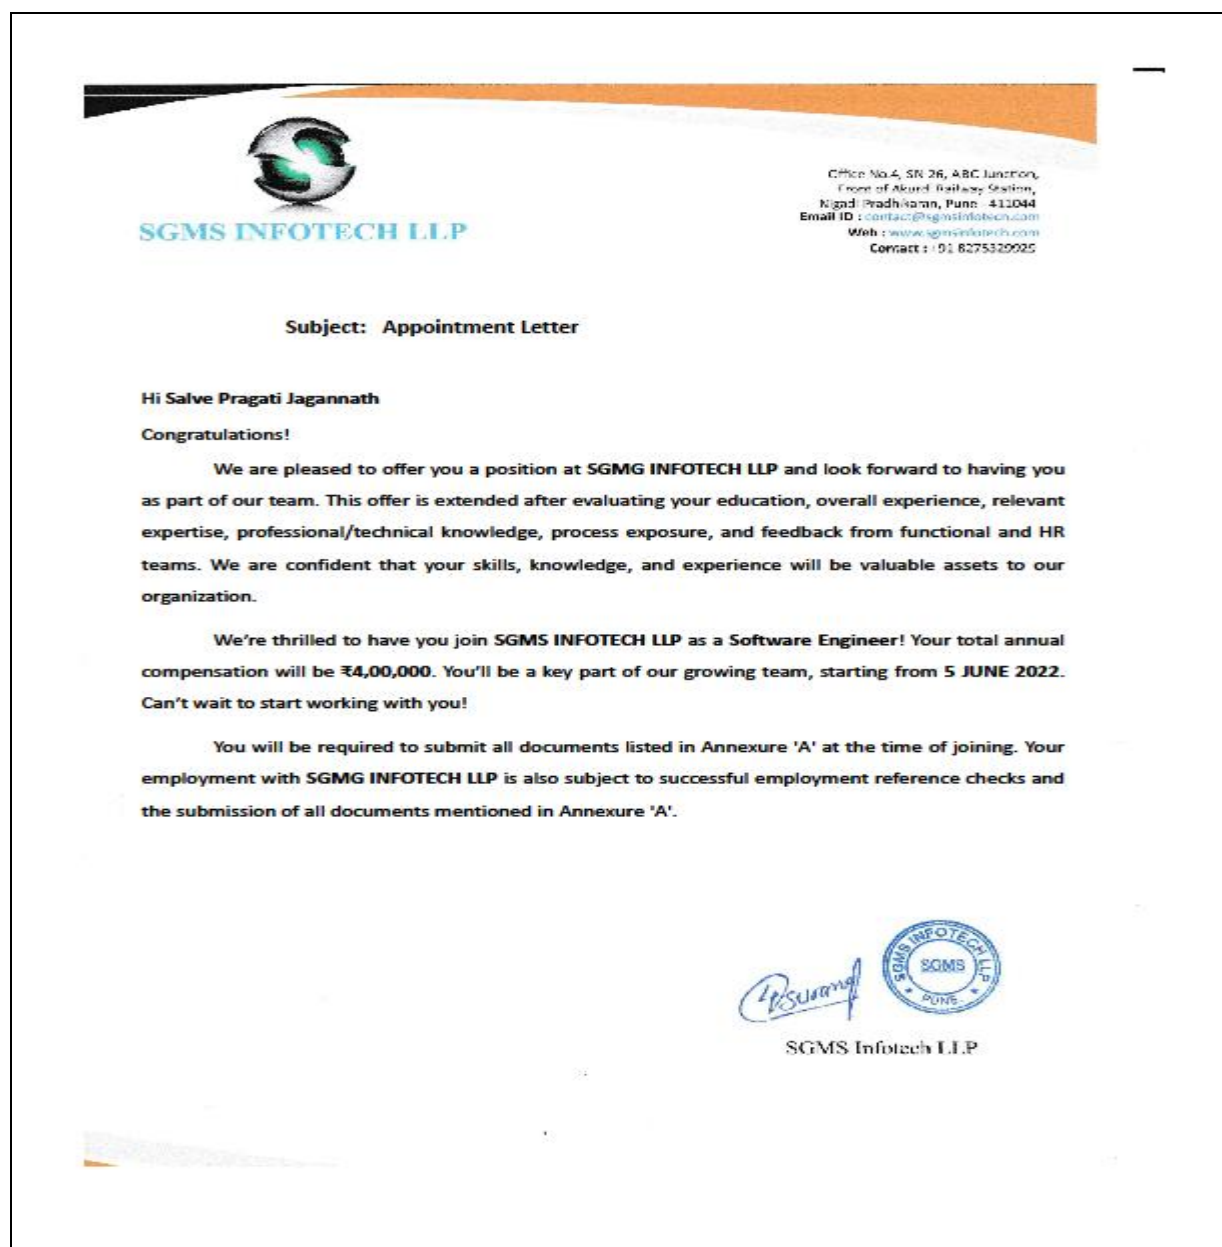 SGMS INFOTECH LLP
Office No.4, SN 26, ABC Junction,
Front of Akurdi Railway Station,
Nigadi Pradhikaran, Pune - 411044
Email ID : contact@sgmsinfotech.com
Web : www.sgmsinfotech.com
Contact : +91 8275329925
Subject: Appointment Letter
Hi Salve Pragati Jagannath
Congratulations!
We are pleased to offer you a position at SGMG INFOTECH LLP and look forward to having you
as part of our team. This offer is extended after evaluating your education, overall experience, relevant
expertise, professional/technical knowledge, process exposure, and feedback from functional and HR
teams. We are confident that your skills, knowledge, and experience will be valuable assets to our
organization.
We're thrilled to have you join SGMS INFOTECH LLP as a Software Engineer! Your total annual
compensation will be ₹4,00,000. You'll be a key part of our growing team, starting from 5 JUNE 2022.
Can't wait to start working with you!
You will be required to submit all documents listed in Annexure 'A' at the time of joining. Your
employment with SGMG INFOTECH LLP is also subject to successful employment reference checks and
the submission of all documents mentioned in Annexure 'A'.
SGMS INFOTECH LLP
SGMS
PUNE
SGMS Infotech LLP